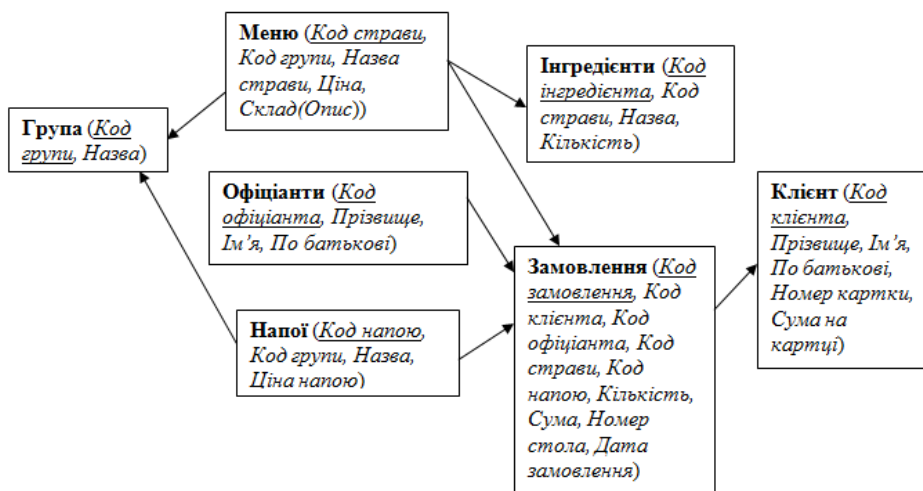 Меню (Код страви,
Код групи, Назва
страви, Ціна,
Склад(Опис))
Інгредієнти (Код
інгредієнта, Код
страви, Назва,
Кількість)
Група (Код
групи, Назва)
Офіціанти (Код
офіціанта, Прізвище,
Ім’я, По батькові)
Клієнт (Код
клієнта,
Прізвище, Ім’я,
По батькові,
Номер картки,
Сума на
картці)
Замовлення (Код
замовлення, Код
клієнта, Код
офіціанта, Код
страви, Код
напою, Кількість,
Сума, Номер
стола, Дата
замовлення)
Напої (Код напою,
Код групи, Назва,
Ціна напою)